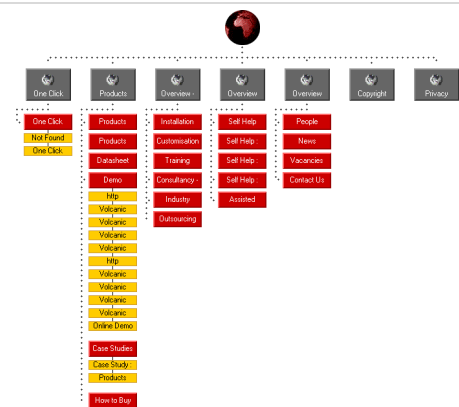 One Click
Products
Overview -
Overview
Overview
Copyright
Privacy
One Click
Not Found
One Click
Products
Products
Datasheet
Demo
http
Volcanic
Volcanic
Volcanic
Volcanic
http
Volcanic
Volcanic
Volcanic
Volcanic
Online Demo
Case Studies
Case Study :
Products
How to Buy
Installation
Customisation
Training
Consultancy -
Industry
Outsourcing
Self Help
Self Help :
Self Help :
Self Help :
Assisted
People
News
Vacancies
Contact Us